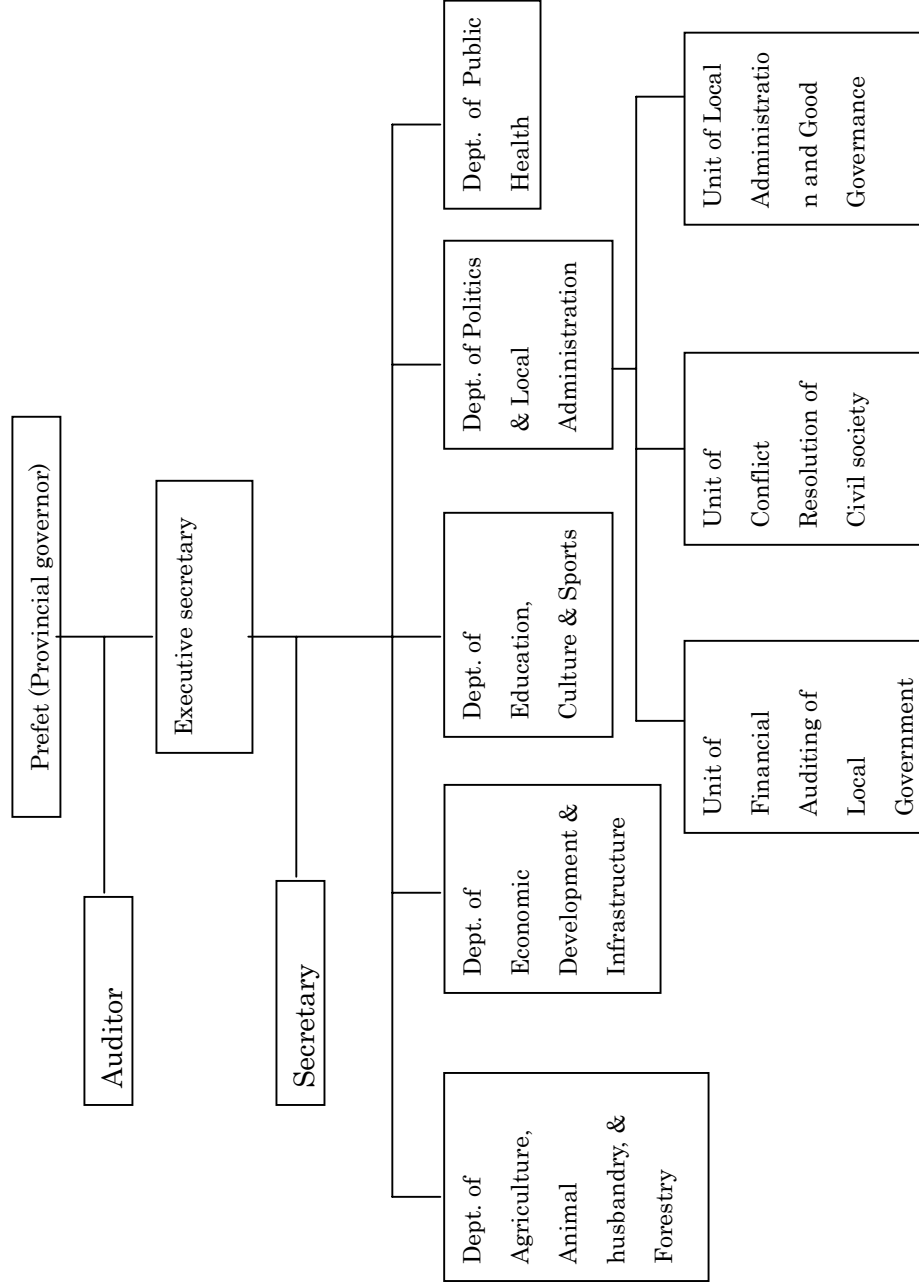 Prefet (Provincial governor)
Auditor
Executive secretary
Secretary
Dept. of
Agriculture,
Animal
husbandry, &
Forestry
Dept. of
Economic
Development &
Infrastructure
Dept. of
Education,
Culture & Sports
Dept. of Politics
& Local
Administration
Dept. of Public
Health
Unit of
Financial
Auditing of
Local
Government
Unit of
Conflict
Resolution of
Civil society
Unit of Local
Administratio
n and Good
Governance